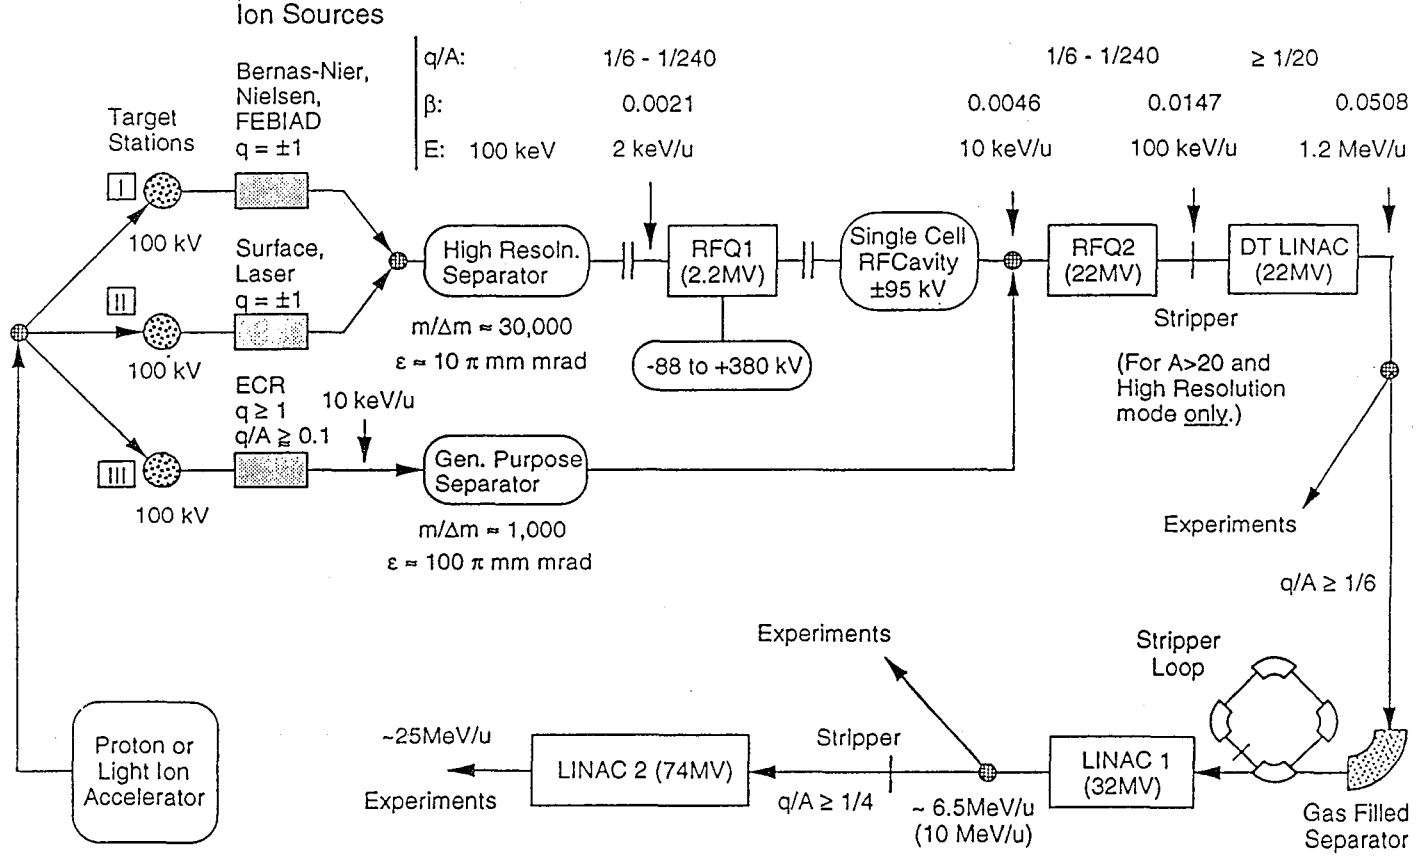 Ion Sources
Bernas-Nier,
Nielsen,
FEBIAD
q = ±1
Target
Stations
q/A: 1/6 - 1/240 1/6 - 1/240 ≥ 1/20
β: 0.0021 0.0046 0.0147 0.0508
E: 100 keV 2 keV/u 10 keV/u 100 keV/u 1.2 MeV/u
I
100 kV
Surface,
Laser
q = ±1
II
100 kV
ECR
q ≥ 1
q/A ≧ 0.1
10 keV/u
III
100 kV
High Resoln.
Separator
m/Δm ≈ 30,000
ε ≈ 10 π mm mrad
RFQ1
(2.2MV)
-88 to +380 kV
Single Cell
RFCavity
±95 kV
RFQ2
(22MV)
Stripper
(For A>20 and
High Resolution
mode only.)
DT LINAC
(22MV)
Gen. Purpose
Separator
m/Δm ≈ 1,000
ε ≈ 100 π mm mrad
Experiments
q/A ≥ 1/6
Stripper
Loop
Gas Filled
Separator
LINAC 1
(32MV)
Experiments
~ 6.5MeV/u
(10 MeV/u)
Stripper
q/A ≥ 1/4
LINAC 2 (74MV)
~25MeV/u
Experiments
Proton or
Light Ion
Accelerator